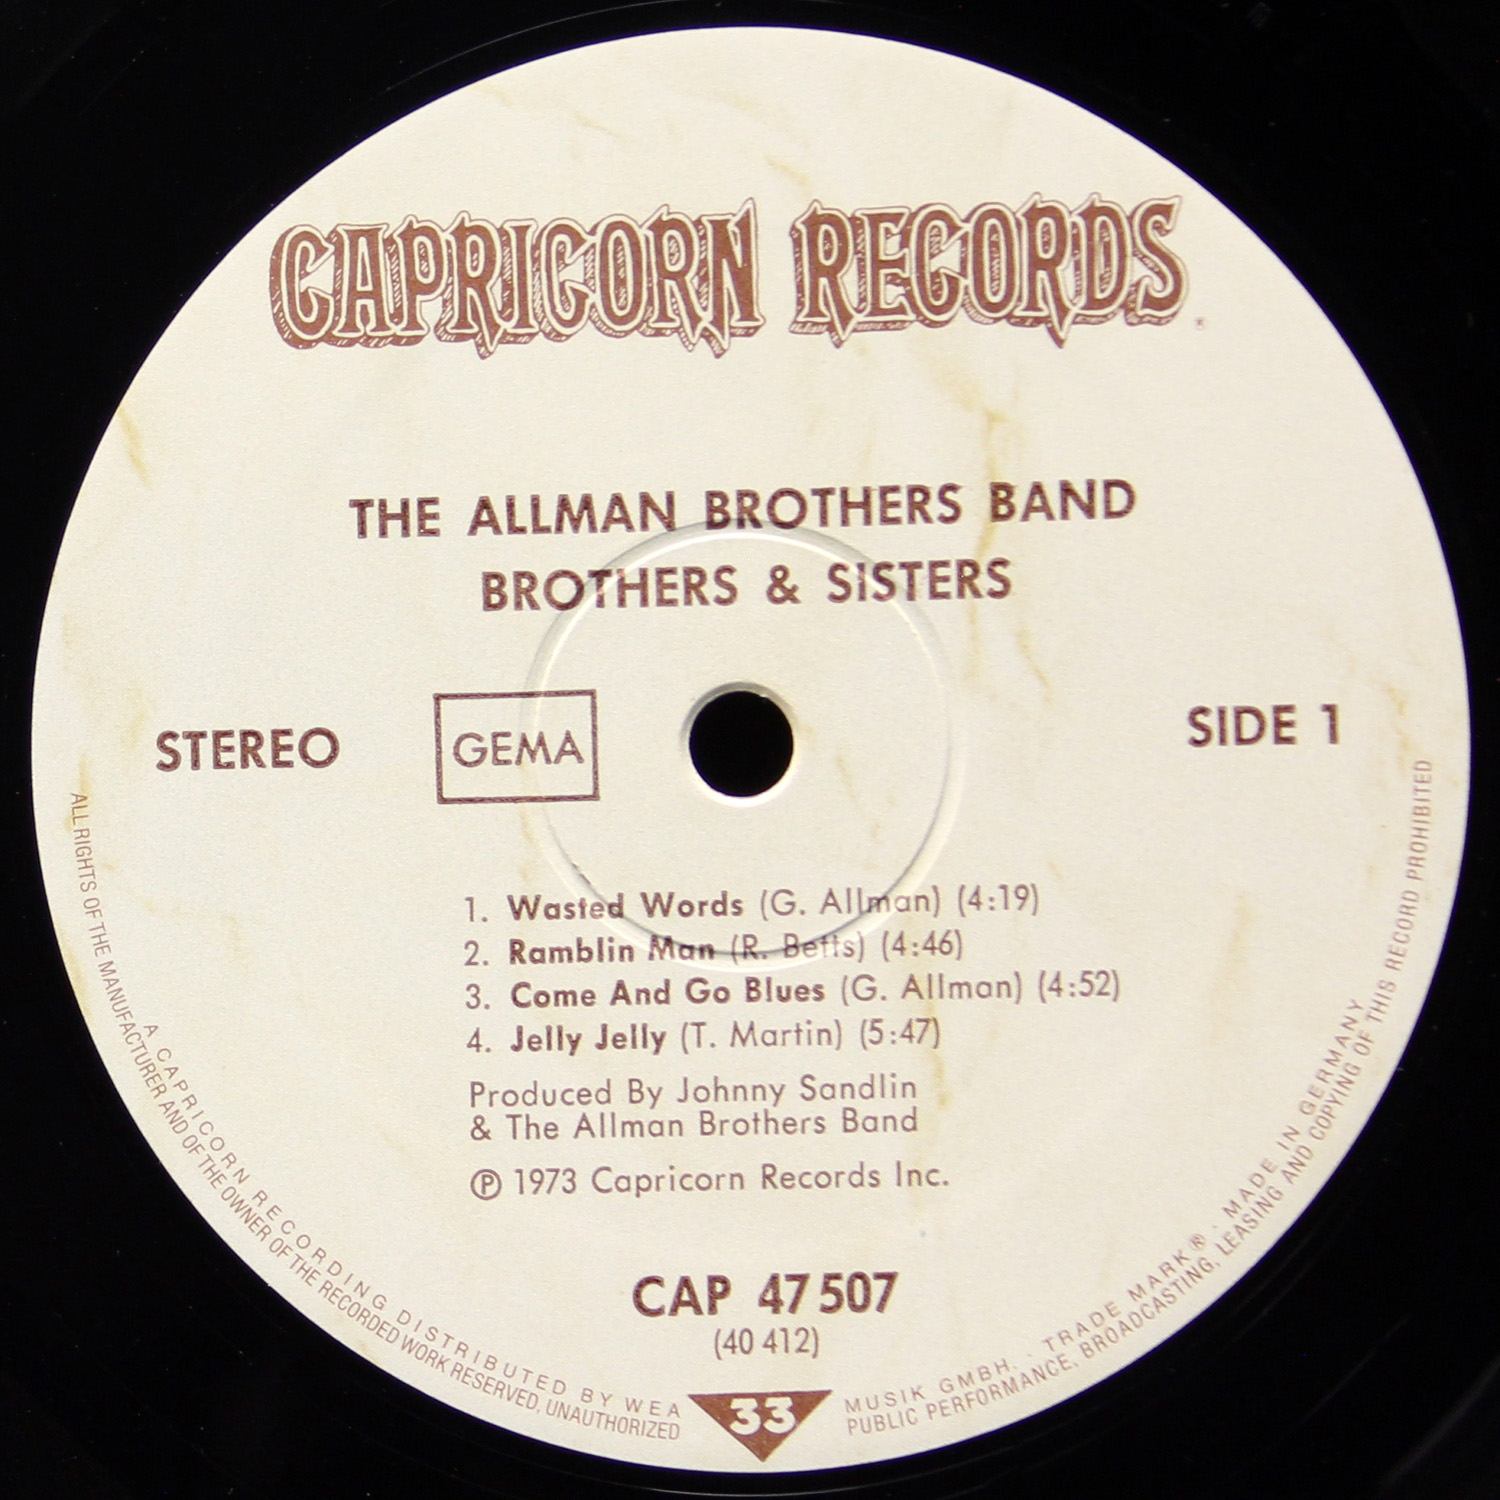 CAPRICORN RECORDS
THE ALLMAN BROTHERS BAND
BROTHERS & SISTERS
STEREO
GEMA
SIDE 1
1. Wasted Words (G. Allman) (4:19)
2. Ramblin Man (R. Betts) (4:46)
3. Come And Go Blues (G. Allman) (4:52)
4. Jelly Jelly (T. Martin) (5:47)
Produced By Johnny Sandlin
& The Allman Brothers Band
℗ 1973 Capricorn Records Inc.
CAP 47 507
(40 412)
33
A CAPRICORN RECORDING DISTRIBUTED BY WEA MUSIK GMBH. · TRADE MARK ® · MADE IN GERMANY
ALL RIGHTS OF THE MANUFACTURER AND OF THE OWNER OF THE RECORDED WORK RESERVED, UNAUTHORIZED PUBLIC PERFORMANCE, BROADCASTING, LEASING AND COPYING OF THIS RECORD PROHIBITED